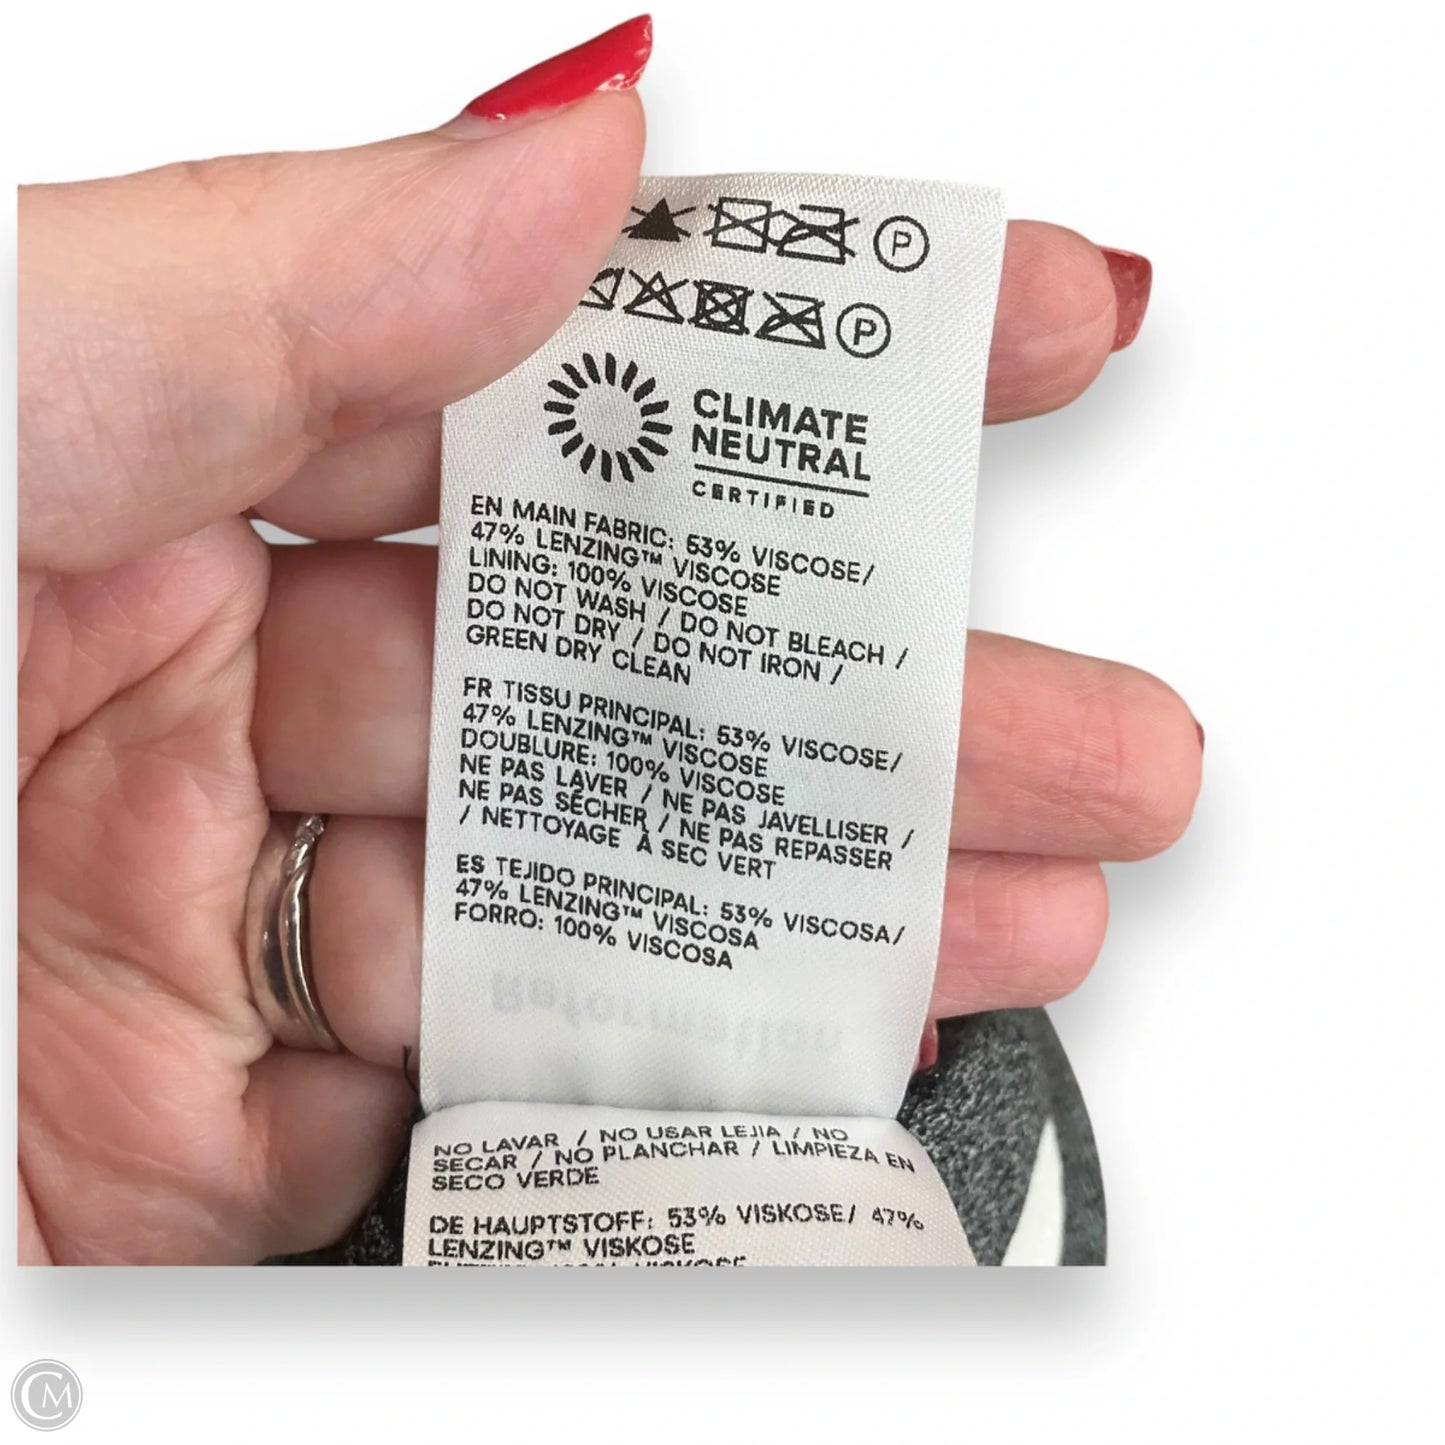 P
P
CLIMATE
NEUTRAL
CERTIFIED
EN MAIN FABRIC: 53% VISCOSE/
47% LENZING™ VISCOSE
LINING: 100% VISCOSE
DO NOT WASH / DO NOT BLEACH /
DO NOT DRY / DO NOT IRON /
GREEN DRY CLEAN
FR TISSU PRINCIPAL: 53% VISCOSE/
47% LENZING™ VISCOSE
DOUBLURE: 100% VISCOSE
NE PAS LAVER / NE PAS JAVELLISER /
NE PAS SÉCHER / NE PAS REPASSER
/ NETTOYAGE À SEC VERT
ES TEJIDO PRINCIPAL: 53% VISCOSA/
47% LENZING™ VISCOSA
FORRO: 100% VISCOSA
Reformation
NO LAVAR / NO USAR LEJIA / NO
SECAR / NO PLANCHAR / LIMPIEZA EN
SECO VERDE
DE HAUPTSTOFF: 53% VISKOSE/ 47%
LENZING™ VISKOSE
100% VISKOSE
CM